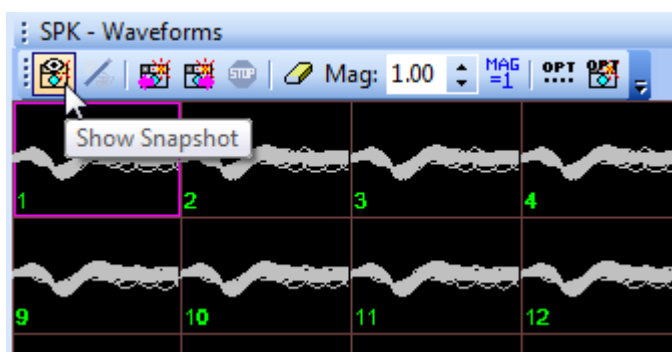 SPK - Waveforms
STOP Mag: 1.00 MAG =1 OPT OPT
Show Snapshot
1 2 3 4
9 10 11 12